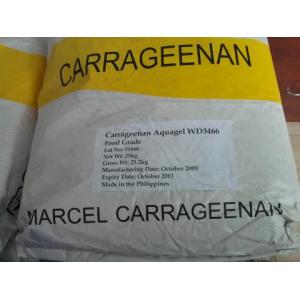 CARRAGEENAN
Carrageenan Aquagel WD3466
Food Grade
Net Wt: 25kg
Gross Wt: 25.2kg
Manufacturing Date: October 2009
Expiry Date: October 2011
Made in the Philippines
MARCEL CARRAGEENAN